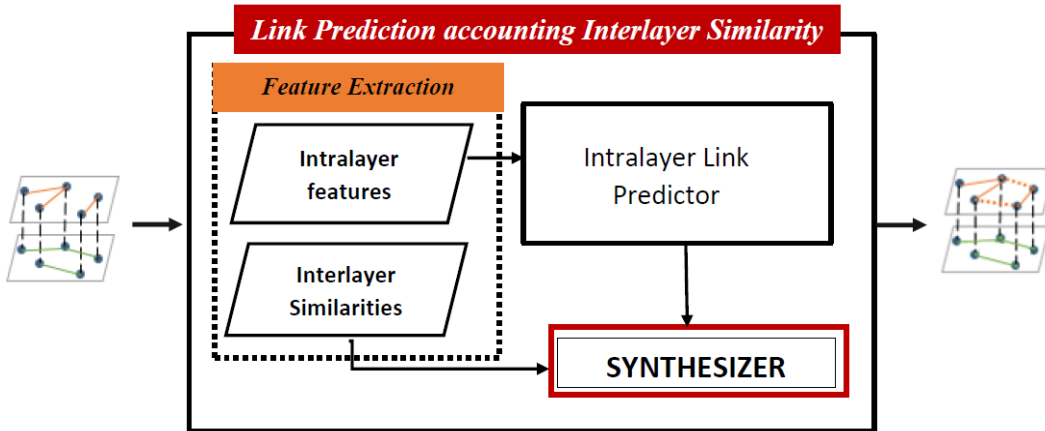 Link Prediction accounting Interlayer Similarity
Feature Extraction
Intralayer
features
Intralayer Link
Predictor
Interlayer
Similarities
SYNTHESIZER